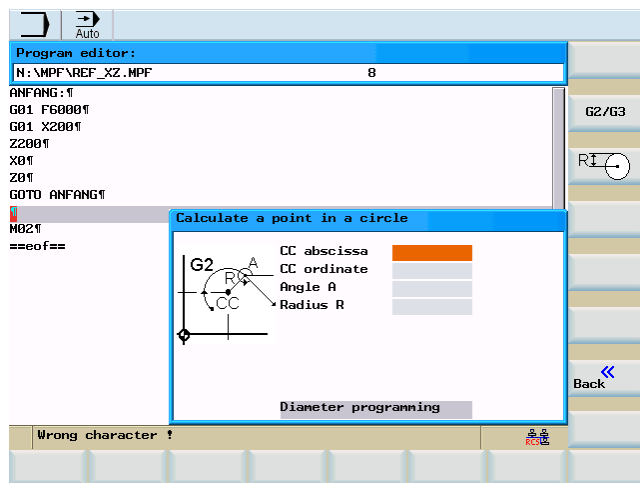 Auto
Program editor:
N:\MPF\REF_XZ.MPF 8
ANFANG:¶
G01 F6000¶
G01 X200¶
Z200¶
X0¶
Z0¶
GOTO ANFANG¶
¶
M02¶
==eof==
Calculate a point in a circle
G2
A
R
CC
CC abscissa
CC ordinate
Angle A
Radius R
Diameter programming
G2/G3
R
Back
Wrong character !
RCS